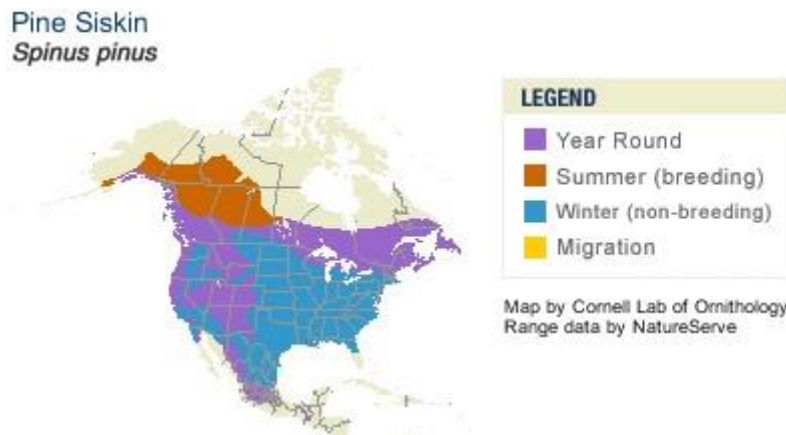 Pine Siskin
Spinus pinus
LEGEND
Year Round
Summer (breeding)
Winter (non-breeding)
Migration
Map by Cornell Lab of Ornithology
Range data by NatureServe